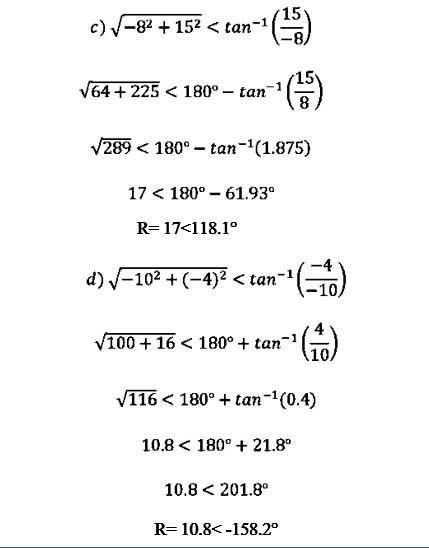 c) √-8² + 15² < tan⁻¹(15/-8)
√64 + 225 < 180° − tan⁻¹(15/8)
√289 < 180° − tan⁻¹(1.875)
17 < 180° − 61.93°
R= 17<118.1°
d) √-10² + (-4)² < tan⁻¹(-4/-10)
√100 + 16 < 180° + tan⁻¹(4/10)
√116 < 180° + tan⁻¹(0.4)
10.8 < 180° + 21.8°
10.8 < 201.8°
R= 10.8< -158.2°